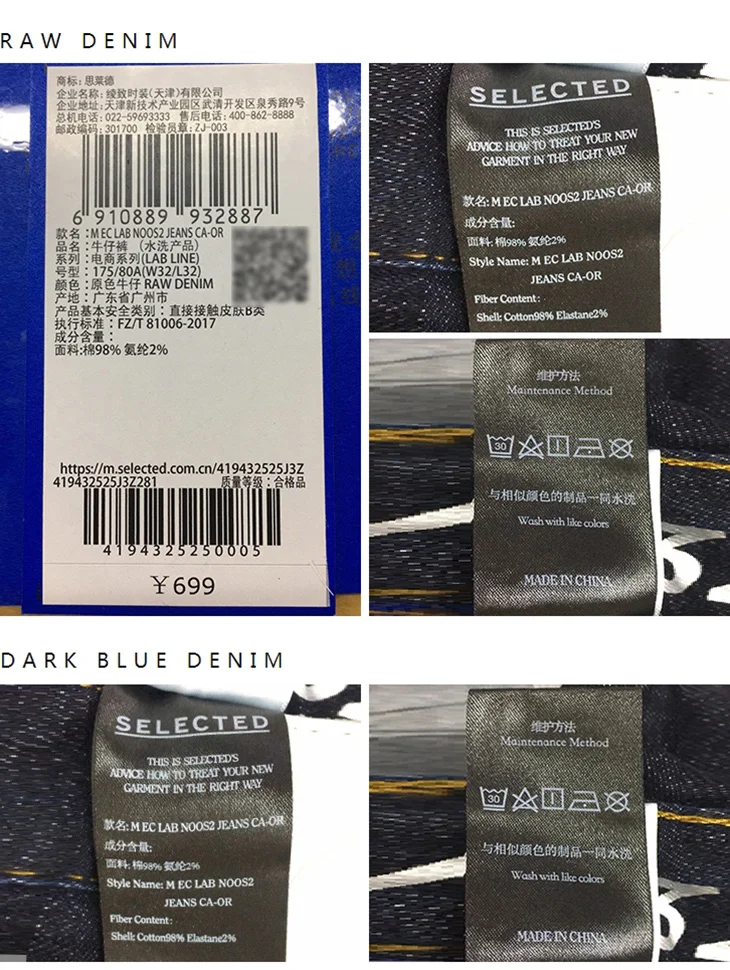 RAW DENIM
商标: 思莱德
企业名称: 绫致时装(天津)有限公司
企业地址: 天津新技术产业园区武清开发区泉秀路9号
总机电话: 022-59693333 售后电话: 400-862-8888
邮政编码: 301700 检验员章: ZJ-003
6 910889 932887
款名: M EC LAB NOOS2 JEANS CA-OR
品名: 牛仔裤 (水洗产品)
系列: 电商系列(LAB LINE)
号型: 175/80A(W32/L32)
颜色: 原色牛仔 RAW DENIM
产地: 广东省广州市
产品基本安全类别: 直接接触皮肤B类
执行标准: FZ/T 81006-2017
成分含量:
面料:棉98% 氨纶2%
https://m.selected.com.cn/419432525J3Z
419432525J3Z281 质量等级: 合格品
4194325250005
¥699
SELECTED
THIS IS SELECTED'S
ADVICE HOW TO TREAT YOUR NEW
GARMENT IN THE RIGHT WAY
款名: M EC LAB NOOS2 JEANS CA-OR
成分含量:
面料: 棉98% 氨纶2%
Style Name: M EC LAB NOOS2
JEANS CA-OR
Fiber Content:
Shell: Cotton98% Elastane2%
维护方法
Maintenance Method
30
与相似颜色的制品一同水洗
Wash with like colors
MADE IN CHINA
DARK BLUE DENIM
SELECTED
THIS IS SELECTED'S
ADVICE HOW TO TREAT YOUR NEW
GARMENT IN THE RIGHT WAY
款名: M EC LAB NOOS2 JEANS CA-OR
成分含量:
面料: 棉98% 氨纶2%
Style Name: M EC LAB NOOS2
JEANS CA-OR
Fiber Content:
Shell: Cotton98% Elastane2%
维护方法
Maintenance Method
30
与相似颜色的制品一同水洗
Wash with like colors
MADE IN CHINA